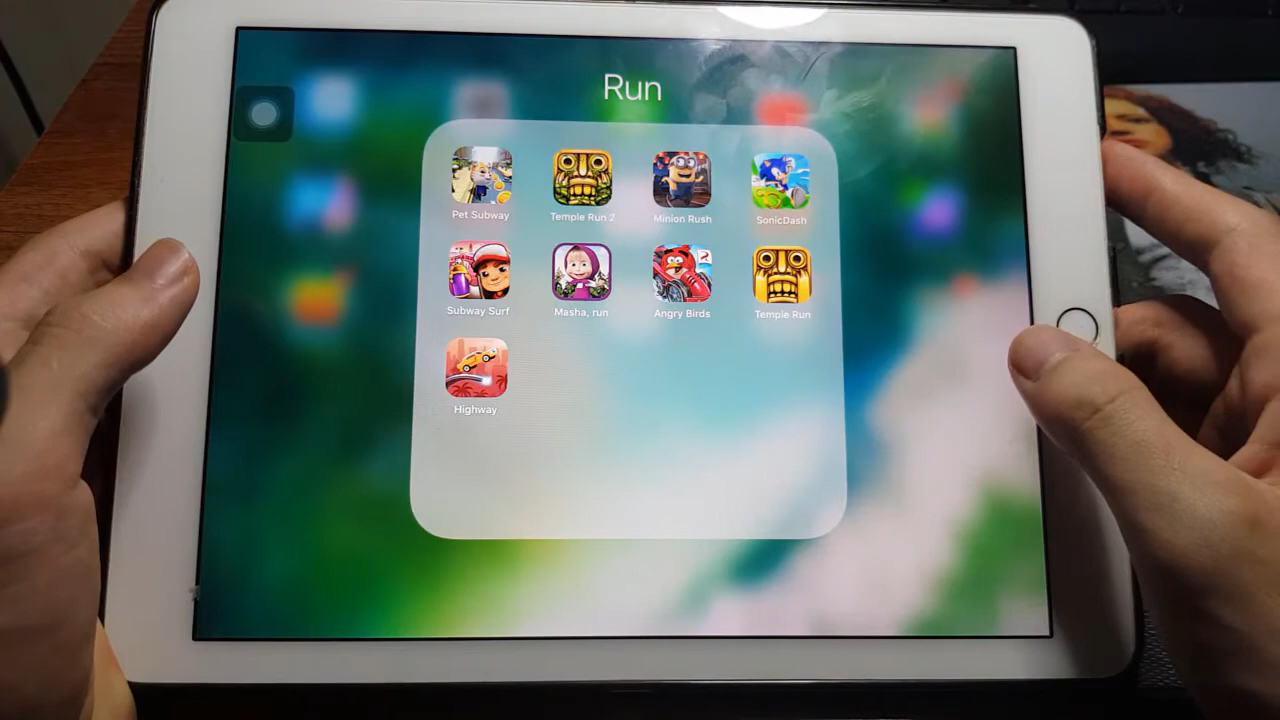 Run
Pet Subway
Temple Run 2
Minion Rush
SonicDash
Subway Surf
Masha, run
Angry Birds
Temple Run
Highway